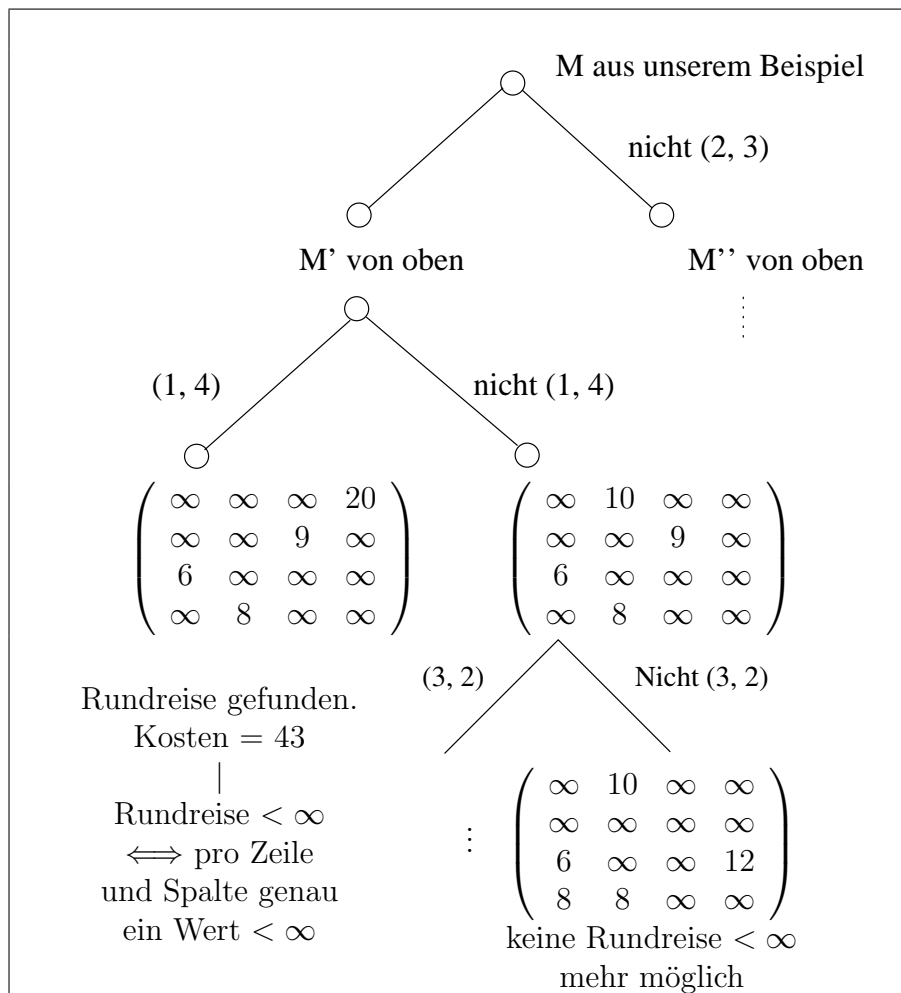 M aus unserem Beispiel
nicht (2, 3)
M' von oben
M'' von oben
(1, 4)
nicht (1, 4)
∞ ∞ ∞ 20
∞ ∞ 9 ∞
6 ∞ ∞ ∞
∞ 8 ∞ ∞
∞ 10 ∞ ∞
∞ ∞ 9 ∞
6 ∞ ∞ ∞
∞ 8 ∞ ∞
(3, 2)
Nicht (3, 2)
Rundreise gefunden.
Kosten = 43
|
Rundreise < ∞
⟺ pro Zeile
und Spalte genau
ein Wert < ∞
⋮
∞ 10 ∞ ∞
∞ ∞ ∞ ∞
6 ∞ ∞ 12
8 8 ∞ ∞
keine Rundreise < ∞
mehr möglich